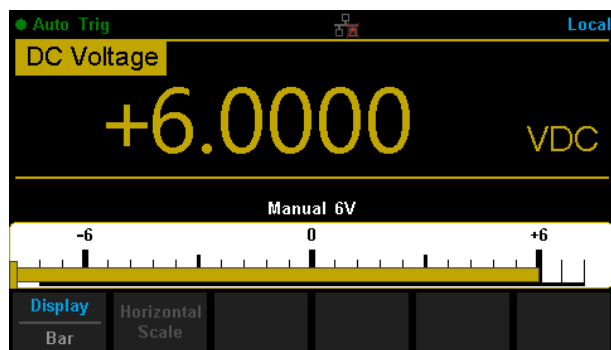 Auto Trig
Local
DC Voltage
+6.0000 VDC
Manual 6V
-6 0 +6
Display Horizontal
Bar Scale